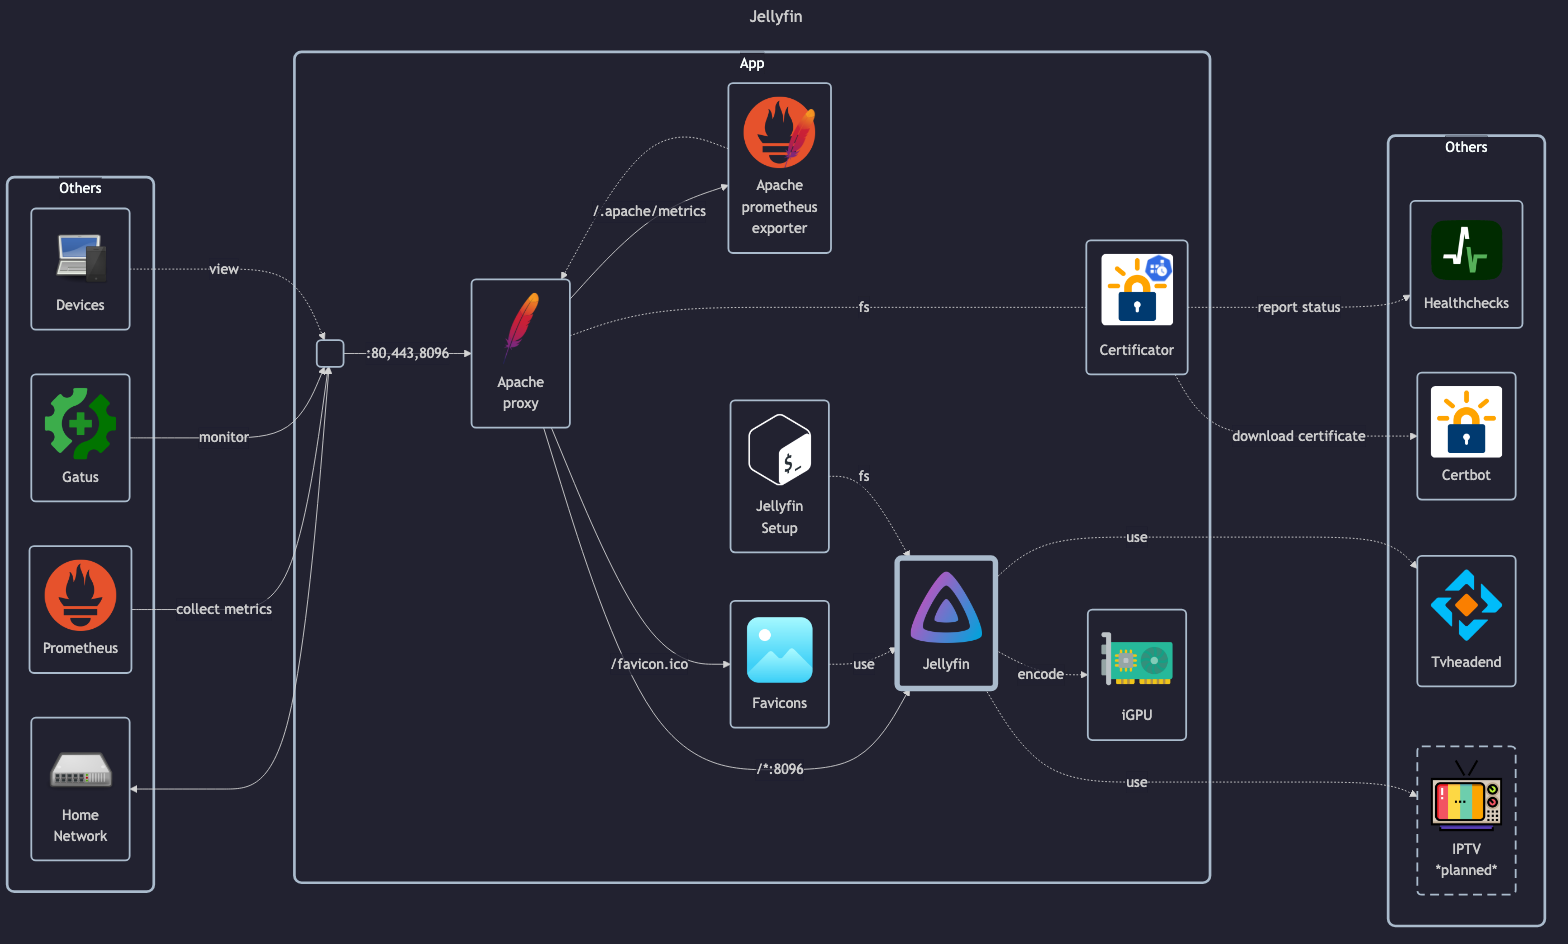 Jellyfin
App
Others
Devices
Gatus
Prometheus
Home
Network
view
monitor
collect metrics
:80,443,8096
Apache
proxy
/.apache/metrics
Apache
prometheus
exporter
fs
Certificator
$_
Jellyfin
Setup
fs
/favicon.ico
Favicons
use
/*:8096
Jellyfin
encode
iGPU
use
use
report status
download certificate
Others
Healthchecks
Certbot
Tvheadend
! ...
IPTV
*planned*